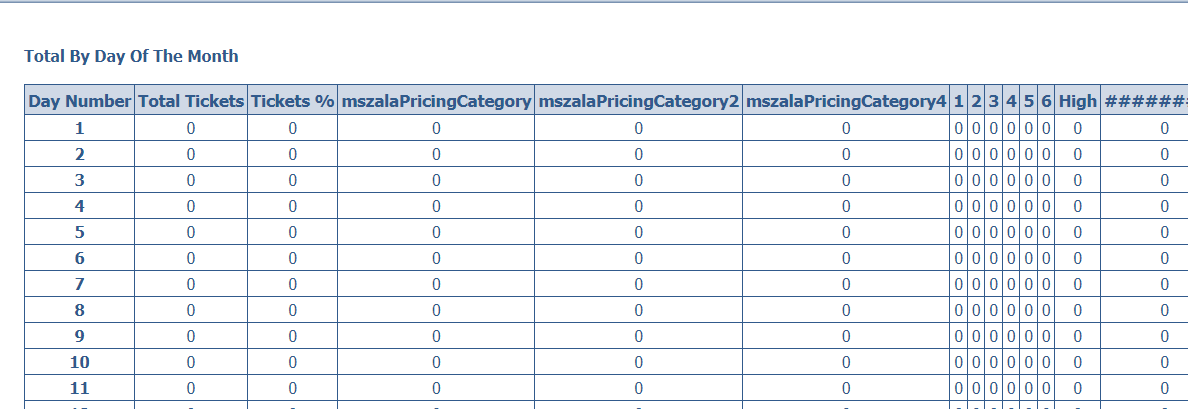 Total By Day Of The Month
Day Number Total Tickets Tickets % mszalaPricingCategory mszalaPricingCategory2 mszalaPricingCategory4 1 2 3 4 5 6 High #######
1 0 0 0 0 0 0 0 0 0 0 0 0 0
2 0 0 0 0 0 0 0 0 0 0 0 0 0
3 0 0 0 0 0 0 0 0 0 0 0 0 0
4 0 0 0 0 0 0 0 0 0 0 0 0 0
5 0 0 0 0 0 0 0 0 0 0 0 0 0
6 0 0 0 0 0 0 0 0 0 0 0 0 0
7 0 0 0 0 0 0 0 0 0 0 0 0 0
8 0 0 0 0 0 0 0 0 0 0 0 0 0
9 0 0 0 0 0 0 0 0 0 0 0 0 0
10 0 0 0 0 0 0 0 0 0 0 0 0 0
11 0 0 0 0 0 0 0 0 0 0 0 0 0